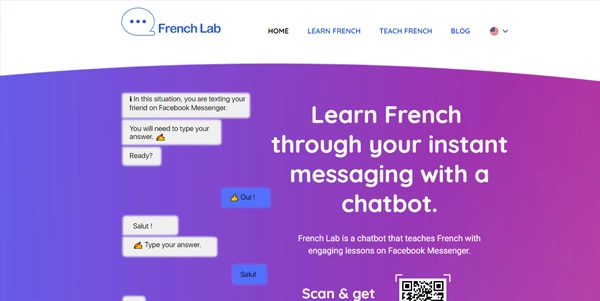 French Lab
HOME
LEARN FRENCH
TEACH FRENCH
BLOG
ℹ In this situation, you are texting your
friend on Facebook Messenger.
You will need to type your
answer. ✍
Ready?
👍 Oui !
Salut !
✍ Type your answer.
Salut
Learn French
through your instant
messaging with a
chatbot.
French Lab is a chatbot that teaches French with
engaging lessons on Facebook Messenger.
Scan & get